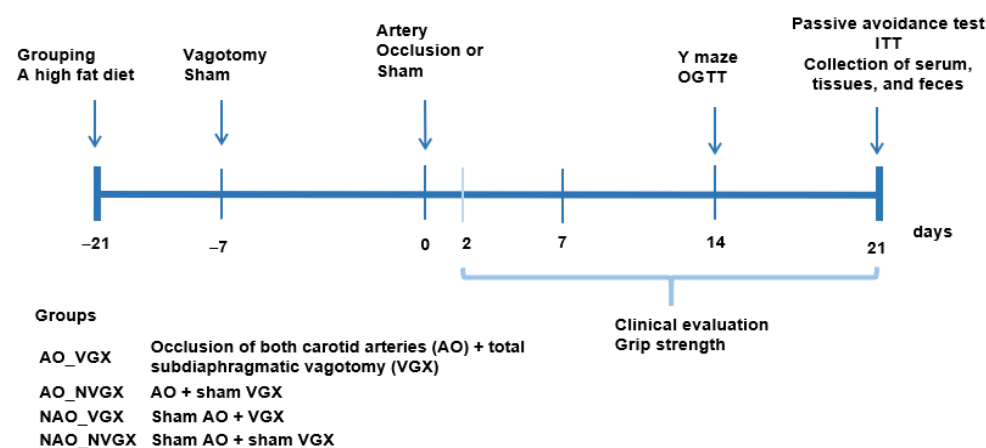 Grouping
A high fat diet
Vagotomy
Sham
Artery
Occlusion or
Sham
Y maze
OGTT
Passive avoidance test
ITT
Collection of serum,
tissues, and feces
–21
–7
0
2
7
14
21
days
Clinical evaluation
Grip strength
Groups
AO_VGX Occlusion of both carotid arteries (AO) + total
subdiaphragmatic vagotomy (VGX)
AO_NVGX AO + sham VGX
NAO_VGX Sham AO + VGX
NAO_NVGX Sham AO + sham VGX